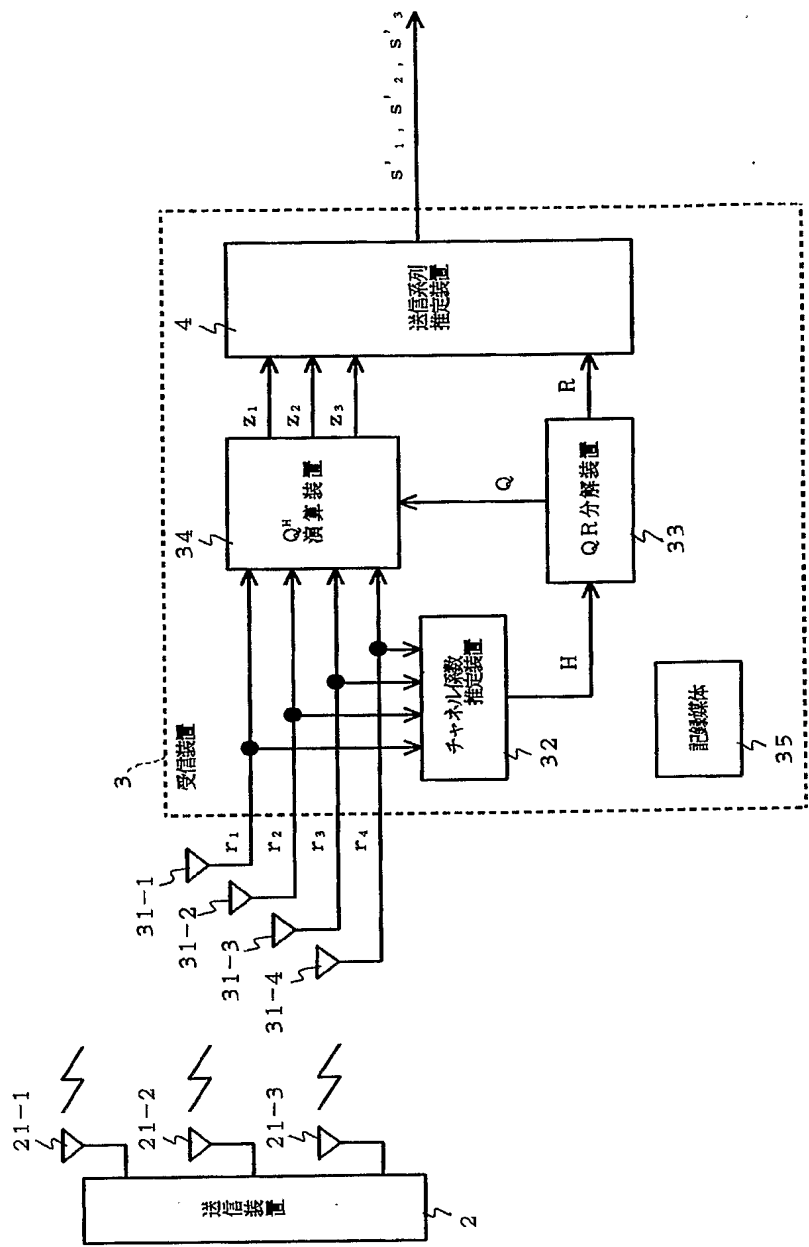 21-1
21-2
21-3
送信装置
2
31-1
31-2
31-3
31-4
r₁
r₂
r₃
r₄
3
受信装置
34
Qᴴ
演算装置
z₁
z₂
z₃
4
送信系列
推定装置
s'₁, s'₂, s'₃
チャネル係数
推定装置
32
H
QR分解装置
33
Q
R
記録媒体
35